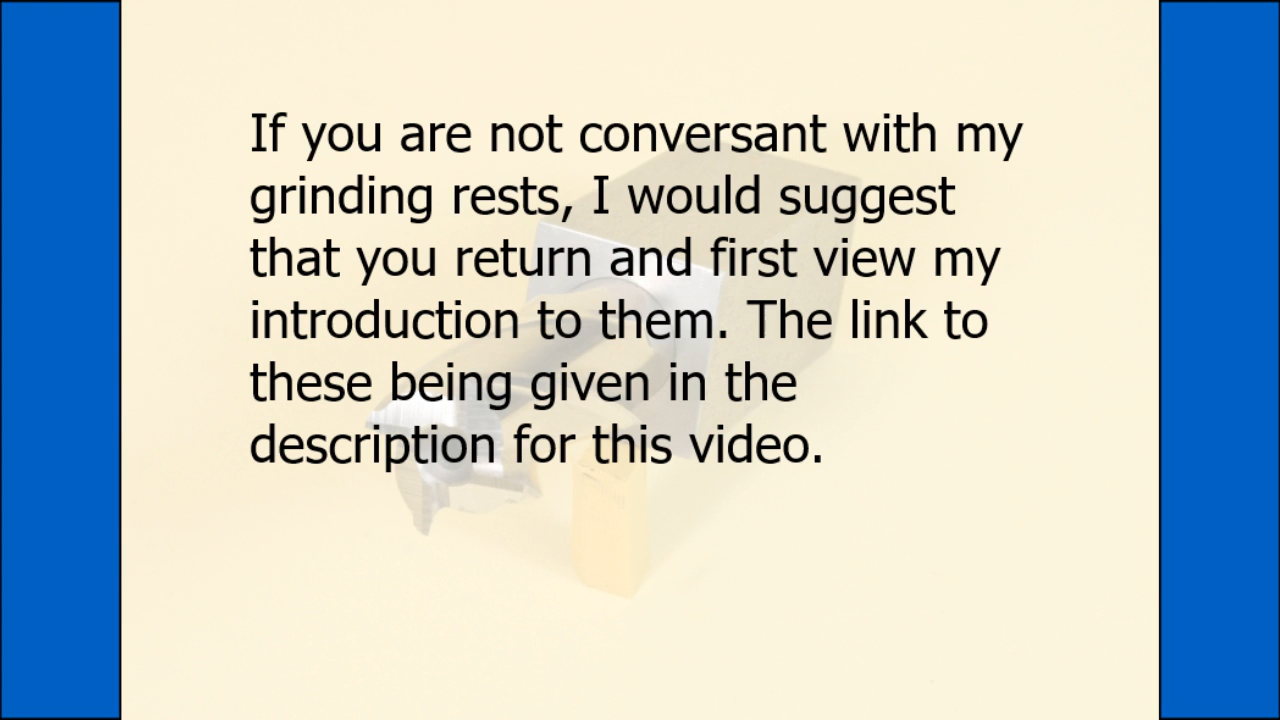 If you are not conversant with my
grinding rests, I would suggest
that you return and first view my
introduction to them. The link to
these being given in the
description for this video.